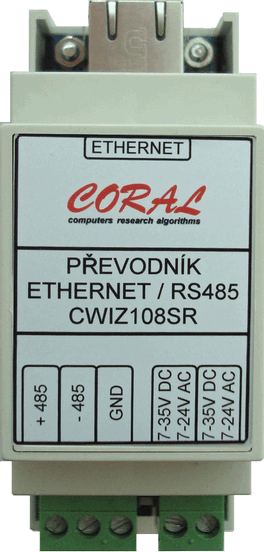 ETHERNET
CORAL
computers research algorithms
PŘEVODNÍK
ETHERNET / RS485
CWIZ108SR
+ 485
- 485
GND
7-35V DC
7-24V AC
7-35V DC
7-24V AC